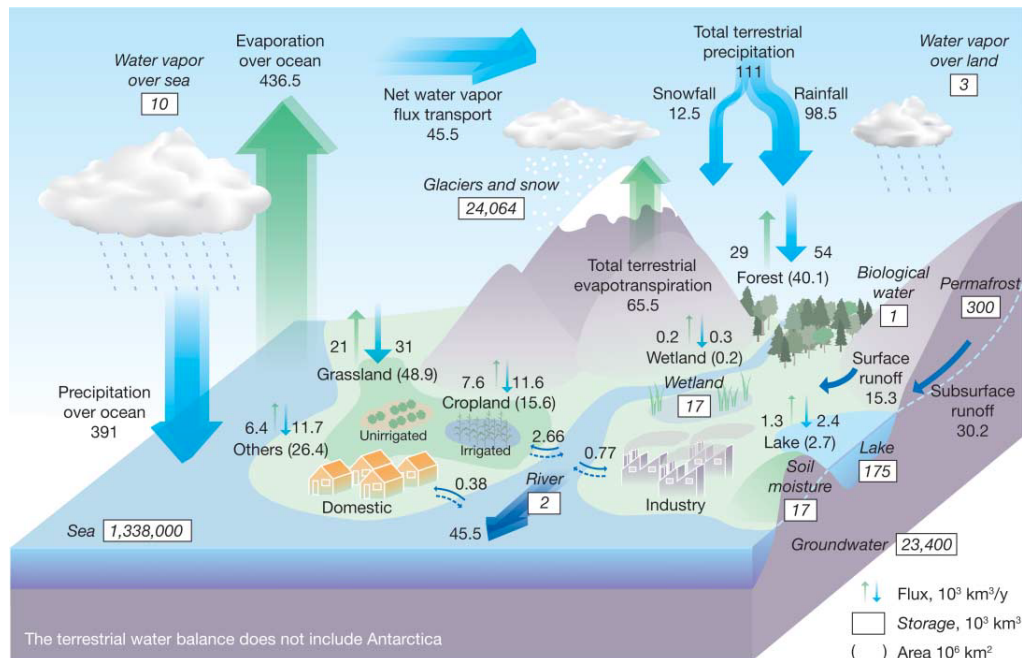 Water vapor
over sea
10
Evaporation
over ocean
436.5
Net water vapor
flux transport
45.5
Total terrestrial
precipitation
111
Snowfall
12.5
Rainfall
98.5
Water vapor
over land
3
Glaciers and snow
24,064
Total terrestrial
evapotranspiration
65.5
29
54
Forest (40.1)
Biological
water
1
Permafrost
300
Precipitation
over ocean
391
21
31
Grassland (48.9)
7.6
11.6
Cropland (15.6)
0.2
0.3
Wetland (0.2)
Wetland
17
Surface
runoff
15.3
Subsurface
runoff
30.2
6.4
11.7
Others (26.4)
Unirrigated
Irrigated
2.66
0.77
1.3
2.4
Lake (2.7)
Lake
175
Domestic
0.38
River
2
45.5
Industry
Soil
moisture
17
Sea 1,338,000
Groundwater 23,400
Flux, 10³ km³/y
Storage, 10³ km³
( ) Area 10⁶ km²
The terrestrial water balance does not include Antarctica